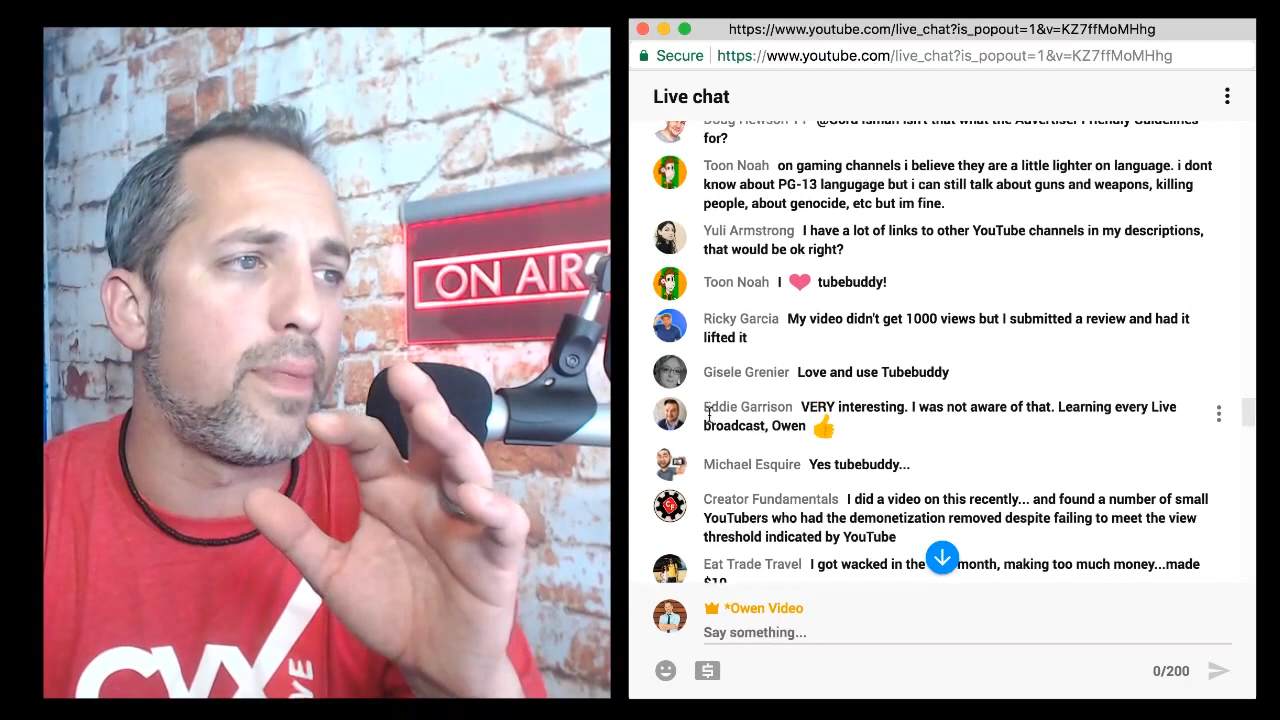 https://www.youtube.com/live_chat?is_popout=1&v=KZ7ffMoMHhg
Secure https://www.youtube.com/live_chat?is_popout=1&v=KZ7ffMoMHhg
Live chat
for?
Toon Noah on gaming channels i believe they are a little lighter on language. i dont
know about PG-13 langugage but i can still talk about guns and weapons, killing
people, about genocide, etc but im fine.
Yuli Armstrong I have a lot of links to other YouTube channels in my descriptions,
that would be ok right?
Toon Noah I ❤ tubebuddy!
Ricky Garcia My video didn't get 1000 views but I submitted a review and had it
lifted it
Gisele Grenier Love and use Tubebuddy
Eddie Garrison VERY interesting. I was not aware of that. Learning every Live
broadcast, Owen 👍
Michael Esquire Yes tubebuddy...
Creator Fundamentals I did a video on this recently... and found a number of small
YouTubers who had the demonetization removed despite failing to meet the view
threshold indicated by YouTube
Eat Trade Travel I got wacked in the month, making too much money...made
*Owen Video
Say something...
0/200
ON AIR